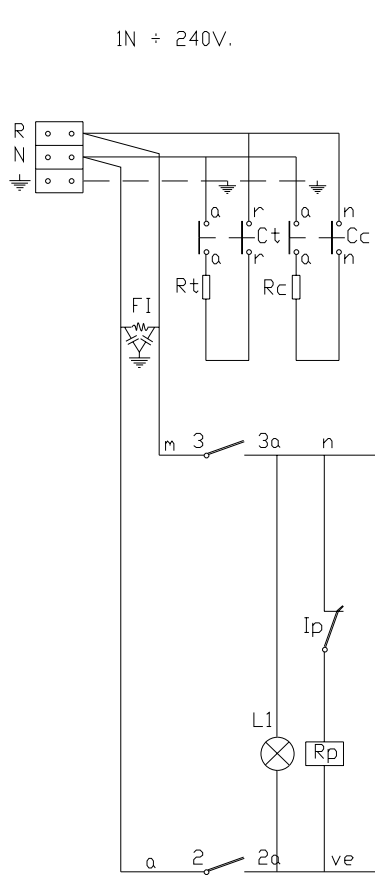 1N ÷ 240V.
R
N
a r a n
Ct Cc
a r a n
Rt Rc
FI
m 3 3a n
Ip
L1
Rp
a 2 2a ve